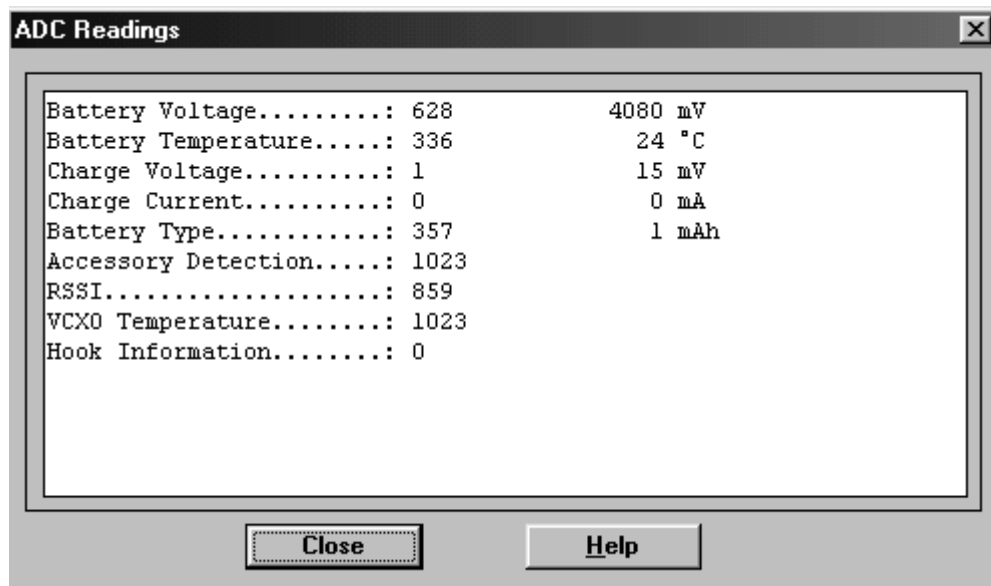 ADC Readings
Battery Voltage.........: 628 4080 mV
Battery Temperature.....: 336 24 °C
Charge Voltage..........: 1 15 mV
Charge Current..........: 0 0 mA
Battery Type............: 357 1 mAh
Accessory Detection.....: 1023
RSSI....................: 859
VCXO Temperature........: 1023
Hook Information........: 0
Close Help